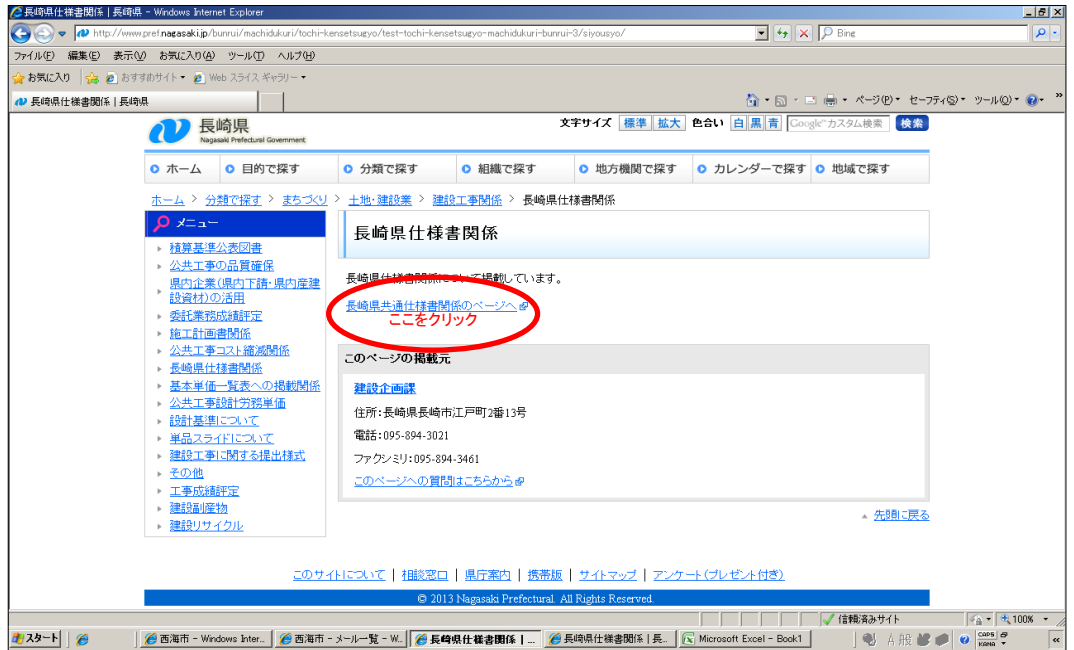 長崎県仕様書関係 | 長崎県 - Windows Internet Explorer
http://www.pref.nagasaki.jp/bunrui/machidukuri/tochi-kensetsugyo/test-tochi-kensetsugyo-machidukuri-bunrui-3/siyousyo/
Bing
ファイル(F) 編集(E) 表示(V) お気に入り(A) ツール(T) ヘルプ(H)
お気に入り おすすめサイト Web スライス ギャラリー
長崎県仕様書関係 | 長崎県
ページ(P) セーフティ(S) ツール(O)
長崎県
Nagasaki Prefectural Government
文字サイズ 標準 拡大 色合い 白 黒 青 Google™カスタム検索 検索
ホーム 目的で探す 分類で探す 組織で探す 地方機関で探す カレンダーで探す 地域で探す
ホーム > 分類で探す > まちづくり > 土地・建設業 > 建設工事関係 > 長崎県仕様書関係
メニュー
積算基準公表図書
公共工事の品質確保
県内企業(県内下請・県内産建設資材)の活用
委託業務成績評定
施工計画書関係
公共工事コスト縮減関係
長崎県仕様書関係
基本単価一覧表への掲載関係
公共工事設計労務単価
設計基準について
単品スライドについて
建設工事に関する提出様式
その他
工事成績評定
建設副産物
建設リサイクル
長崎県仕様書関係
長崎県仕様書関係について掲載しています。
長崎県共通仕様書関係のページへ
ここをクリック
このページの掲載元
建設企画課
住所:長崎県長崎市江戸町2番13号
電話:095-894-3021
ファクシミリ:095-894-3461
このページへの質問はこちらから
先頭に戻る
このサイトについて | 相談窓口 | 県庁案内 | 携帯版 | サイトマップ | アンケート(プレゼント付き)
© 2013 Nagasaki Prefectural. All Rights Reserved.
信頼済みサイト 100%
スタート 西海市 - Windows Inter... 西海市 - メール一覧 - W... 長崎県仕様書関係 | ... 長崎県仕様書関係 | 長... Microsoft Excel - Book1 A 般 CAPS KANA